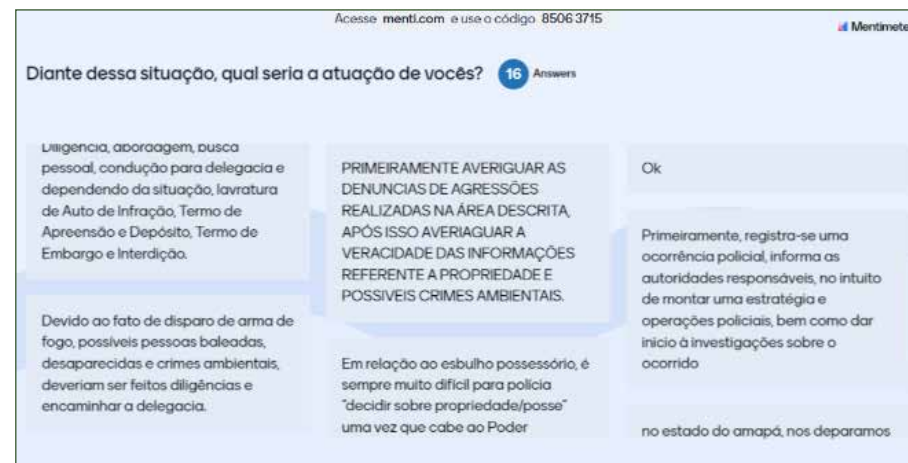 Acesse menti.com e use o código 8506 3715
Mentimete
Diante dessa situação, qual seria a atuação de vocês?
16 Answers
Diligência, abordagem, busca
pessoal, condução para delegacia e
dependendo da situação, lavratura
de Auto de Infração, Termo de
Apreensão e Depósito, Termo de
Embargo e Interdição.
Devido ao fato de disparo de arma de
fogo, possíveis pessoas baleadas,
desaparecidas e crimes ambientais,
deveriam ser feitos diligências e
encaminhar a delegacia.
PRIMEIRAMENTE AVERIGUAR AS
DENUNCIAS DE AGRESSÕES
REALIZADAS NA ÁREA DESCRITA,
APÓS ISSO AVERIAGUAR A
VERACIDADE DAS INFORMAÇÕES
REFERENTE A PROPRIEDADE E
POSSIVEIS CRIMES AMBIENTAIS.
Em relação ao esbulho possessório, é
sempre muito difícil para polícia
"decidir sobre propriedade/posse"
uma vez que cabe ao Poder
Ok
Primeiramente, registra-se uma
ocorrência policial, informa as
autoridades responsáveis, no intuito
de montar uma estratégia e
operações policiais, bem como dar
inicio à investigações sobre o
ocorrido
no estado do amapá, nos deparamos